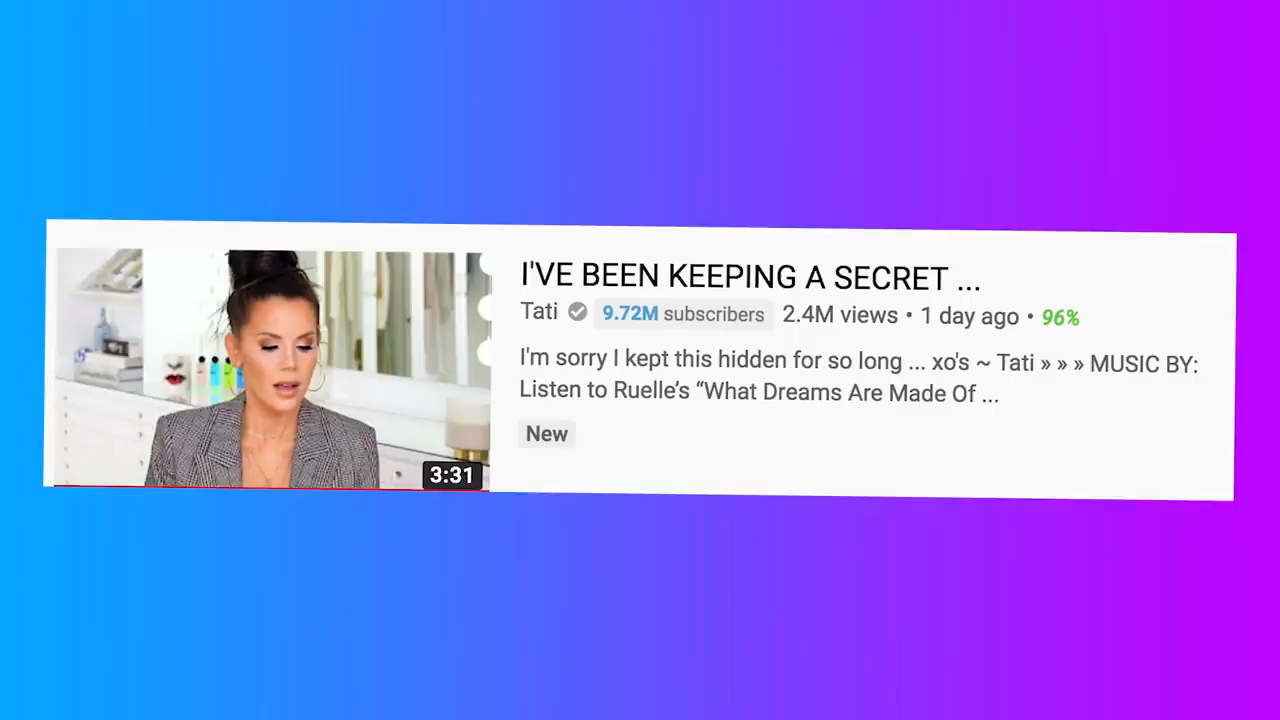 I'VE BEEN KEEPING A SECRET ...
Tati 9.72M subscribers 2.4M views • 1 day ago • 96%
I'm sorry I kept this hidden for so long ... xo's ~ Tati » » » MUSIC BY:
Listen to Ruelle’s “What Dreams Are Made Of ...
New
3:31